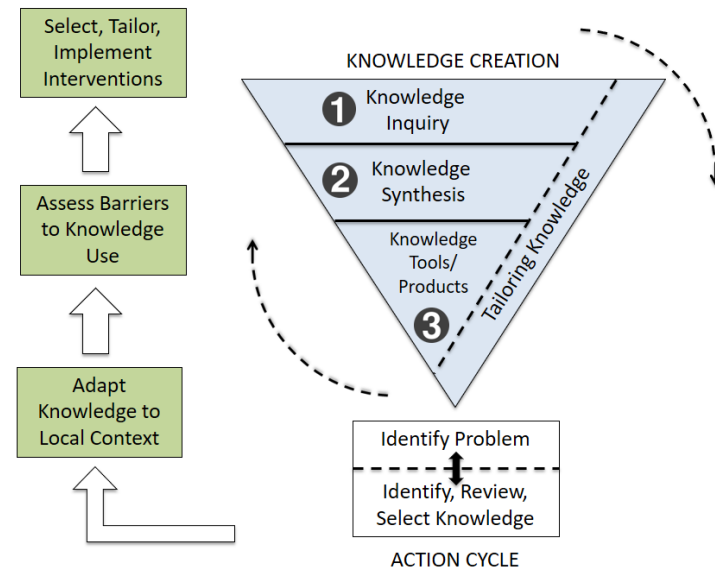 Select, Tailor,
Implement
Interventions
Assess Barriers
to Knowledge
Use
Adapt
Knowledge to
Local Context
KNOWLEDGE CREATION
1 Knowledge
Inquiry
2 Knowledge
Synthesis
Knowledge
Tools/
Products
3
Tailoring Knowledge
Identify Problem
Identify, Review,
Select Knowledge
ACTION CYCLE